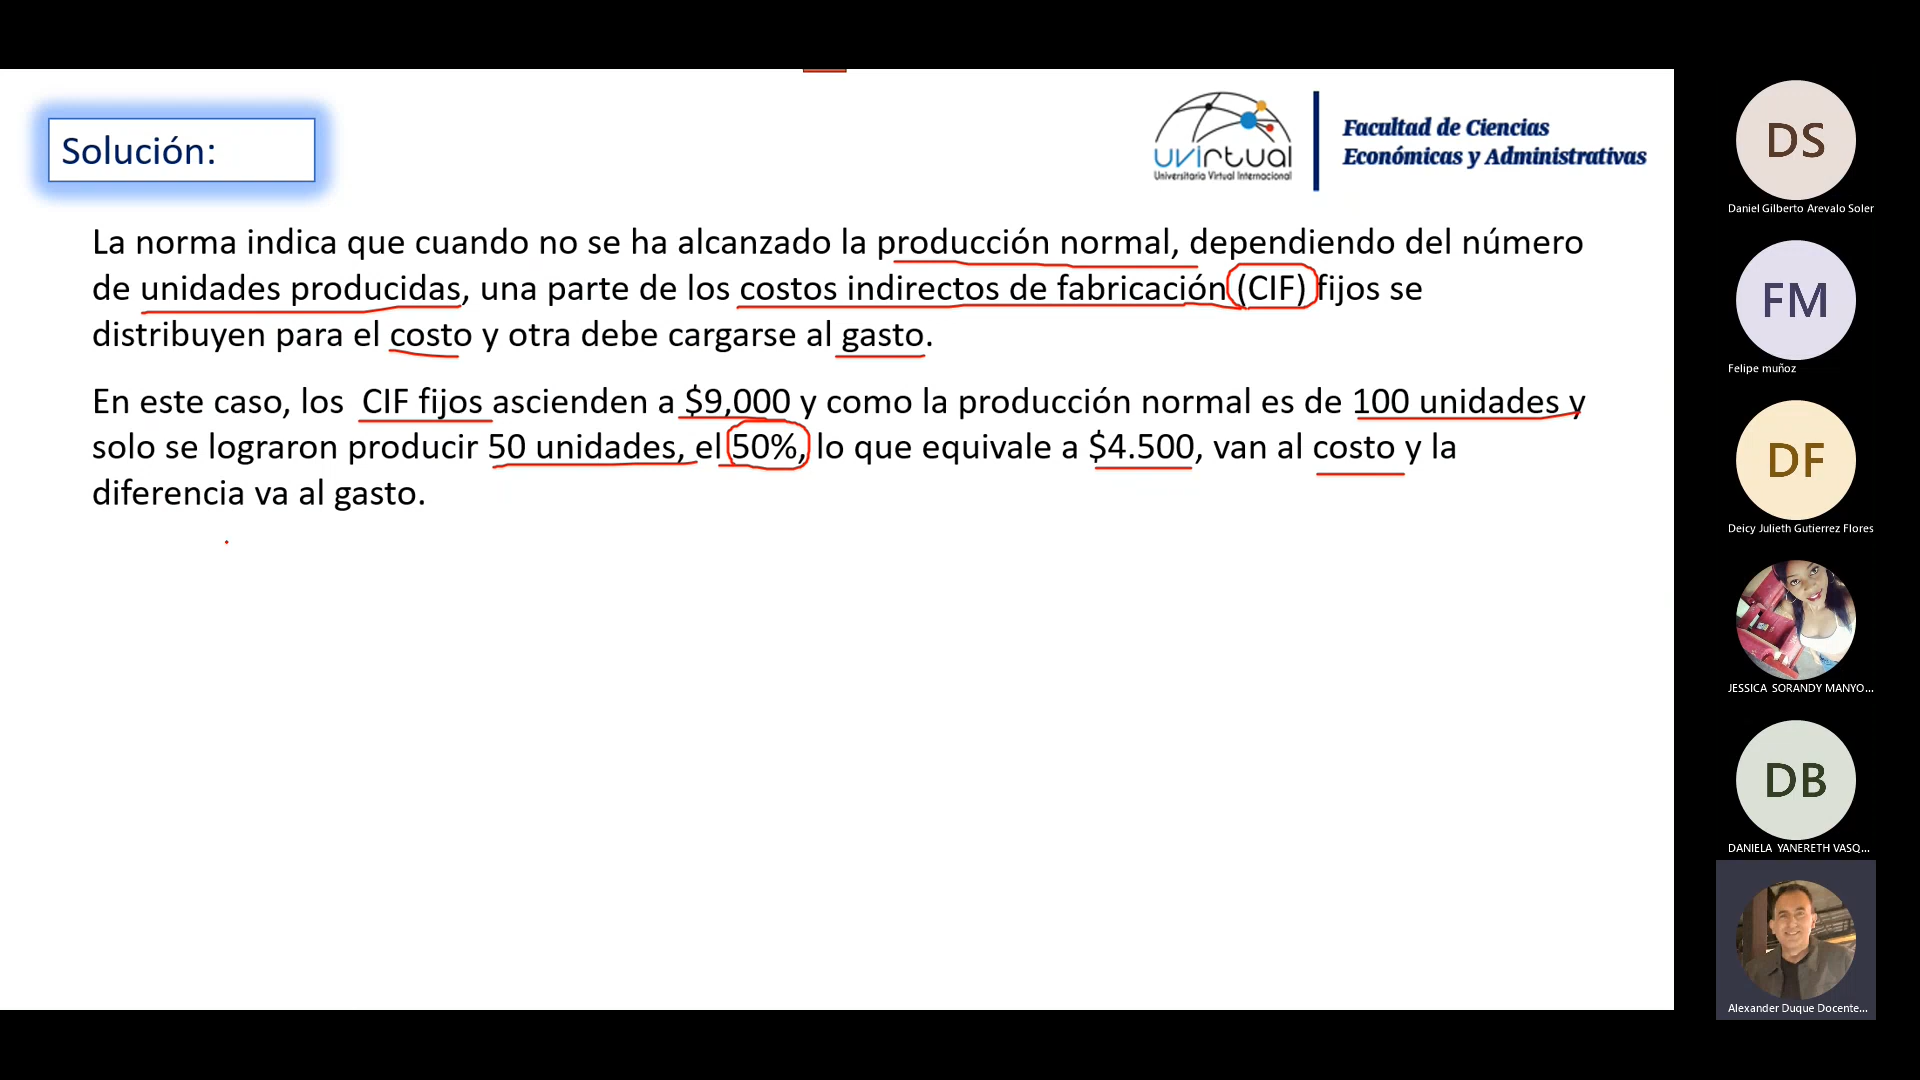 Solución:
uvirtual
Universitaria Virtual Internacional
Facultad de Ciencias
Económicas y Administrativas
La norma indica que cuando no se ha alcanzado la producción normal, dependiendo del número
de unidades producidas, una parte de los costos indirectos de fabricación (CIF) fijos se
distribuyen para el costo y otra debe cargarse al gasto.
En este caso, los CIF fijos ascienden a $9,000 y como la producción normal es de 100 unidades y
solo se lograron producir 50 unidades, el 50%, lo que equivale a $4.500, van al costo y la
diferencia va al gasto.
DS
Daniel Gilberto Arevalo Soler
FM
Felipe muñoz
DF
Deicy Julieth Gutierrez Flores
JESSICA SORANDY MANYO...
DB
DANIELA YANERETH VASQ...
Alexander Duque Docente...